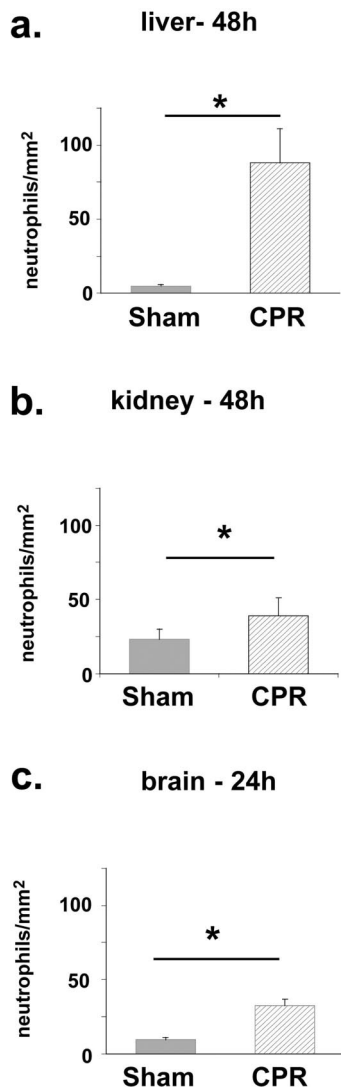 a. liver- 48h
*
100
50
0
neutrophils/mm²
Sham CPR
b. kidney - 48h
*
100
50
0
neutrophils/mm²
Sham CPR
c. brain - 24h
*
100
50
0
neutrophils/mm²
Sham CPR